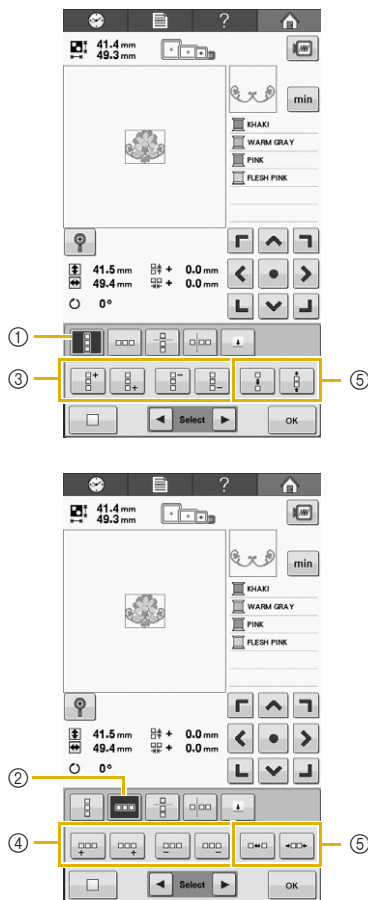 ?
41.4 mm
49.3 mm
min
KHAKI
WARM GRAY
PINK
FLESH PINK
41.5 mm + 0.0 mm
49.4 mm + 0.0 mm
0°
①
③
⑤
Select
OK
?
41.4 mm
49.3 mm
min
KHAKI
WARM GRAY
PINK
FLESH PINK
41.5 mm + 0.0 mm
49.4 mm + 0.0 mm
0°
②
④
⑤
Select
OK